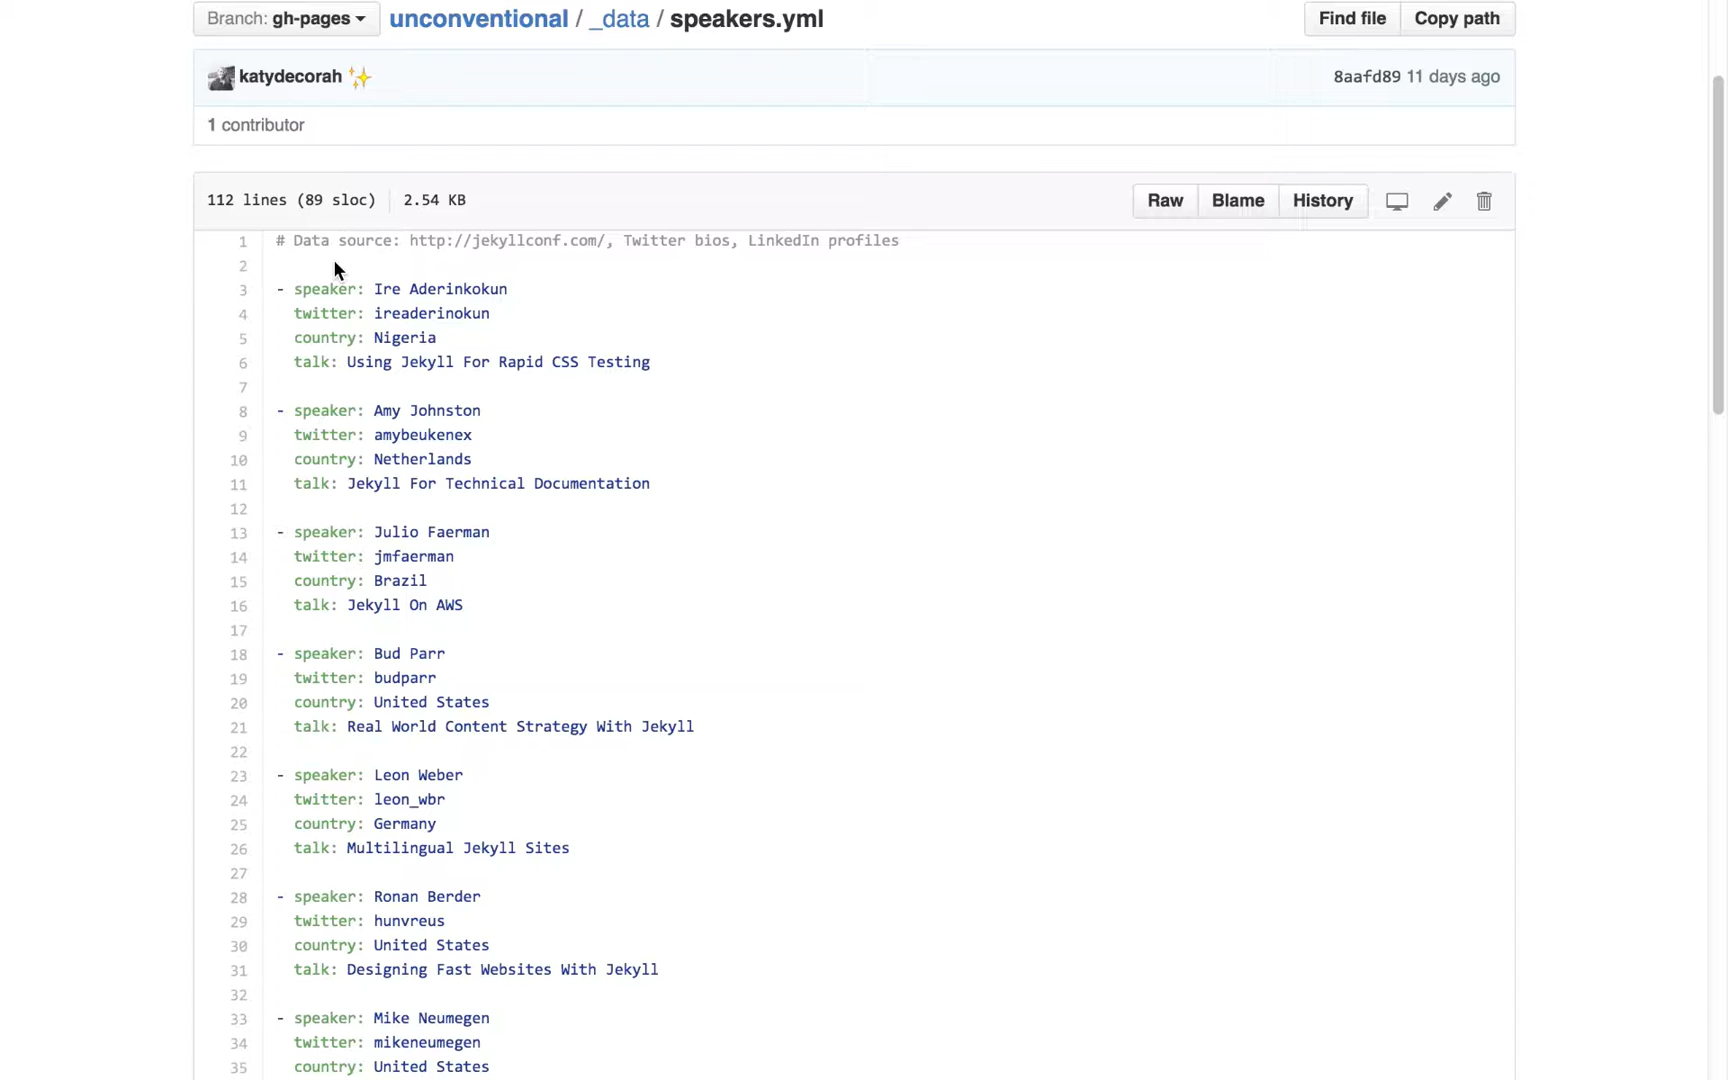 Branch: gh-pages unconventional / _data / speakers.yml Find file Copy path
katydecorah ✨ 8aafd89 11 days ago
1 contributor
112 lines (89 sloc) 2.54 KB Raw Blame History
1 # Data source: http://jekyllconf.com/, Twitter bios, LinkedIn profiles
2
3 - speaker: Ire Aderinkokun
4 twitter: ireaderinokun
5 country: Nigeria
6 talk: Using Jekyll For Rapid CSS Testing
7
8 - speaker: Amy Johnston
9 twitter: amybeukenex
10 country: Netherlands
11 talk: Jekyll For Technical Documentation
12
13 - speaker: Julio Faerman
14 twitter: jmfaerman
15 country: Brazil
16 talk: Jekyll On AWS
17
18 - speaker: Bud Parr
19 twitter: budparr
20 country: United States
21 talk: Real World Content Strategy With Jekyll
22
23 - speaker: Leon Weber
24 twitter: leon_wbr
25 country: Germany
26 talk: Multilingual Jekyll Sites
27
28 - speaker: Ronan Berder
29 twitter: hunvreus
30 country: United States
31 talk: Designing Fast Websites With Jekyll
32
33 - speaker: Mike Neumegen
34 twitter: mikeneumegen
35 country: United States